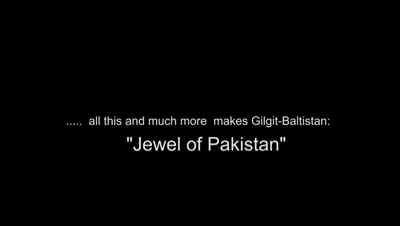 ..... all this and much more makes Gilgit-Baltistan:
"Jewel of Pakistan"